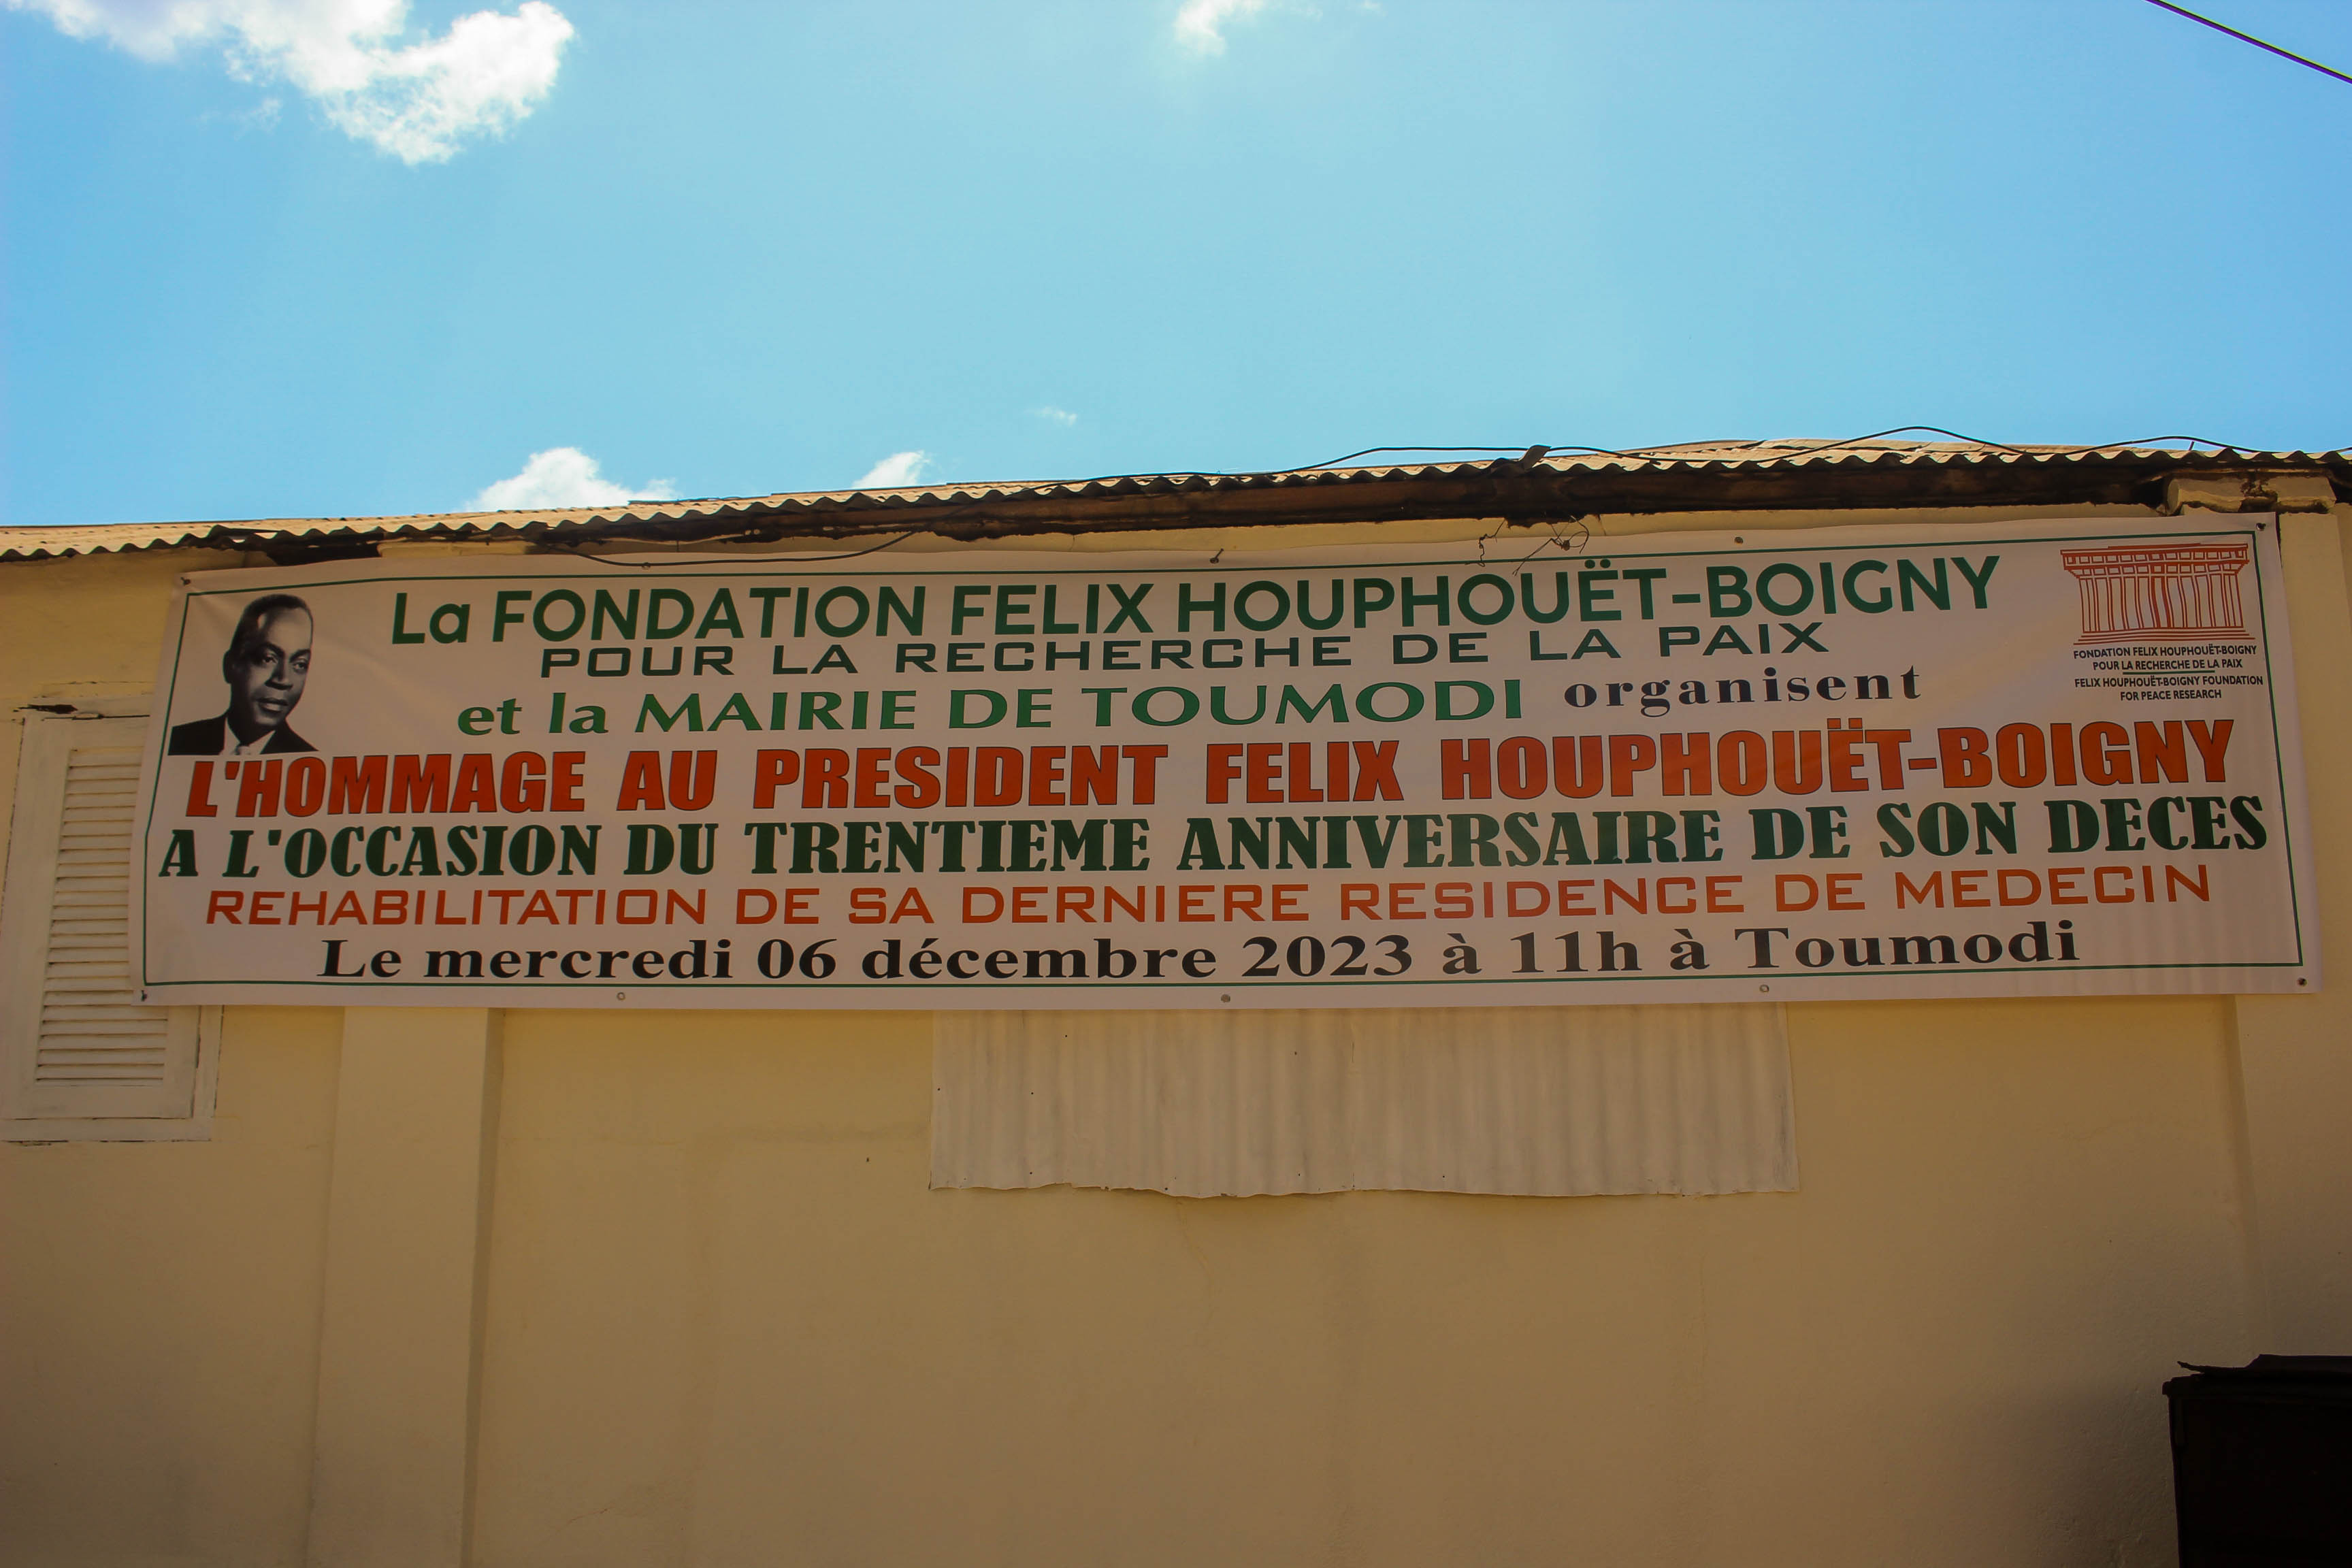 La FONDATION FELIX HOUPHOUËT-BOIGNY
POUR LA RECHERCHE DE LA PAIX
et la MAIRIE DE TOUMODI organisent
L'HOMMAGE AU PRESIDENT FELIX HOUPHOUËT-BOIGNY
A L'OCCASION DU TRENTIEME ANNIVERSAIRE DE SON DECES
REHABILITATION DE SA DERNIERE RESIDENCE DE MEDECIN
Le mercredi 06 décembre 2023 à 11h à Toumodi
FONDATION FELIX HOUPHOUËT-BOIGNY
POUR LA RECHERCHE DE LA PAIX
FELIX HOUPHOUËT-BOIGNY FOUNDATION
FOR PEACE RESEARCH